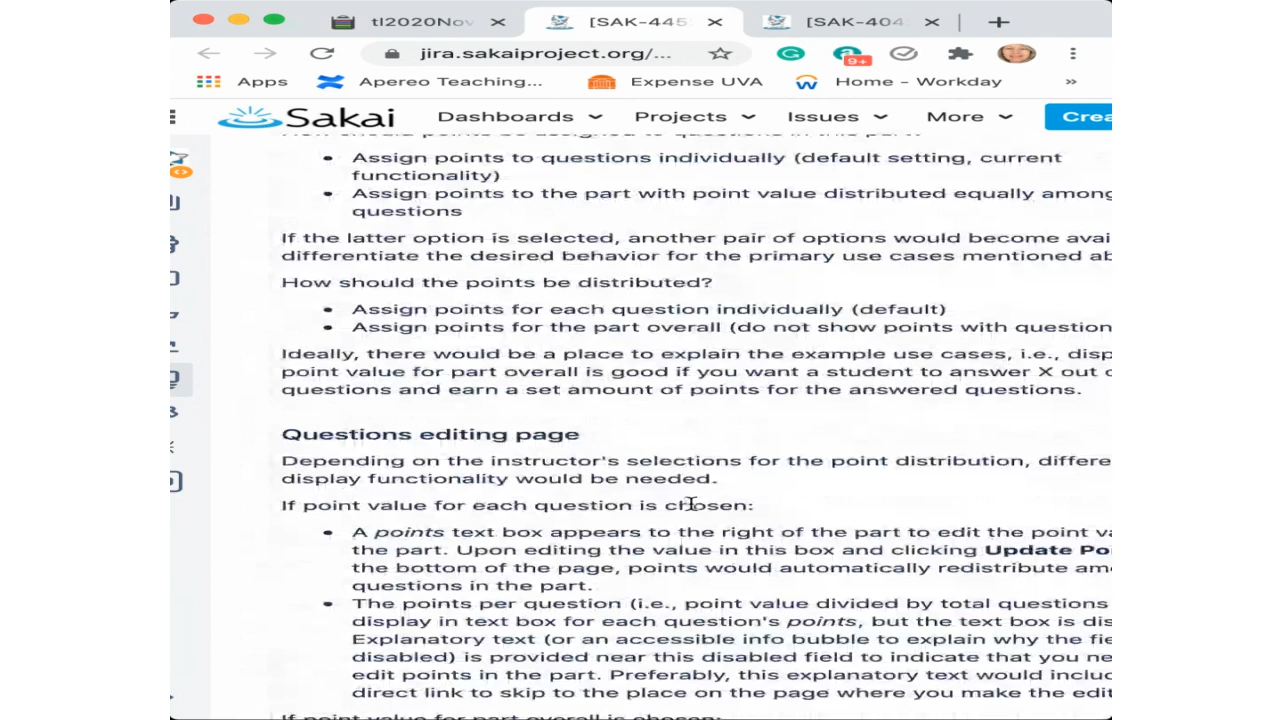 tl2020Nov
[SAK-445
[SAK-404
jira.sakaiproject.org/...
9+
Apps
Apereo Teaching...
Expense UVA
Home - Workday
»
Sakai
Dashboards
Projects
Issues
More
Crea
• Assign points to questions individually (default setting, current
functionality)
• Assign points to the part with point value distributed equally among
questions
If the latter option is selected, another pair of options would become avai
differentiate the desired behavior for the primary use cases mentioned ab
How should the points be distributed?
• Assign points for each question individually (default)
• Assign points for the part overall (do not show points with question
Ideally, there would be a place to explain the example use cases, i.e., disp
point value for part overall is good if you want a student to answer X out o
questions and earn a set amount of points for the answered questions.
Questions editing page
Depending on the instructor's selections for the point distribution, differe
display functionality would be needed.
If point value for each question is chosen:
• A points text box appears to the right of the part to edit the point va
the part. Upon editing the value in this box and clicking Update Poi
the bottom of the page, points would automatically redistribute amo
questions in the part.
• The points per question (i.e., point value divided by total questions
display in text box for each question's points, but the text box is dis
Explanatory text (or an accessible info bubble to explain why the fie
disabled) is provided near this disabled field to indicate that you ne
edit points in the part. Preferably, this explanatory text would includ
direct link to skip to the place on the page where you make the edit
If point value for part overall is chosen: